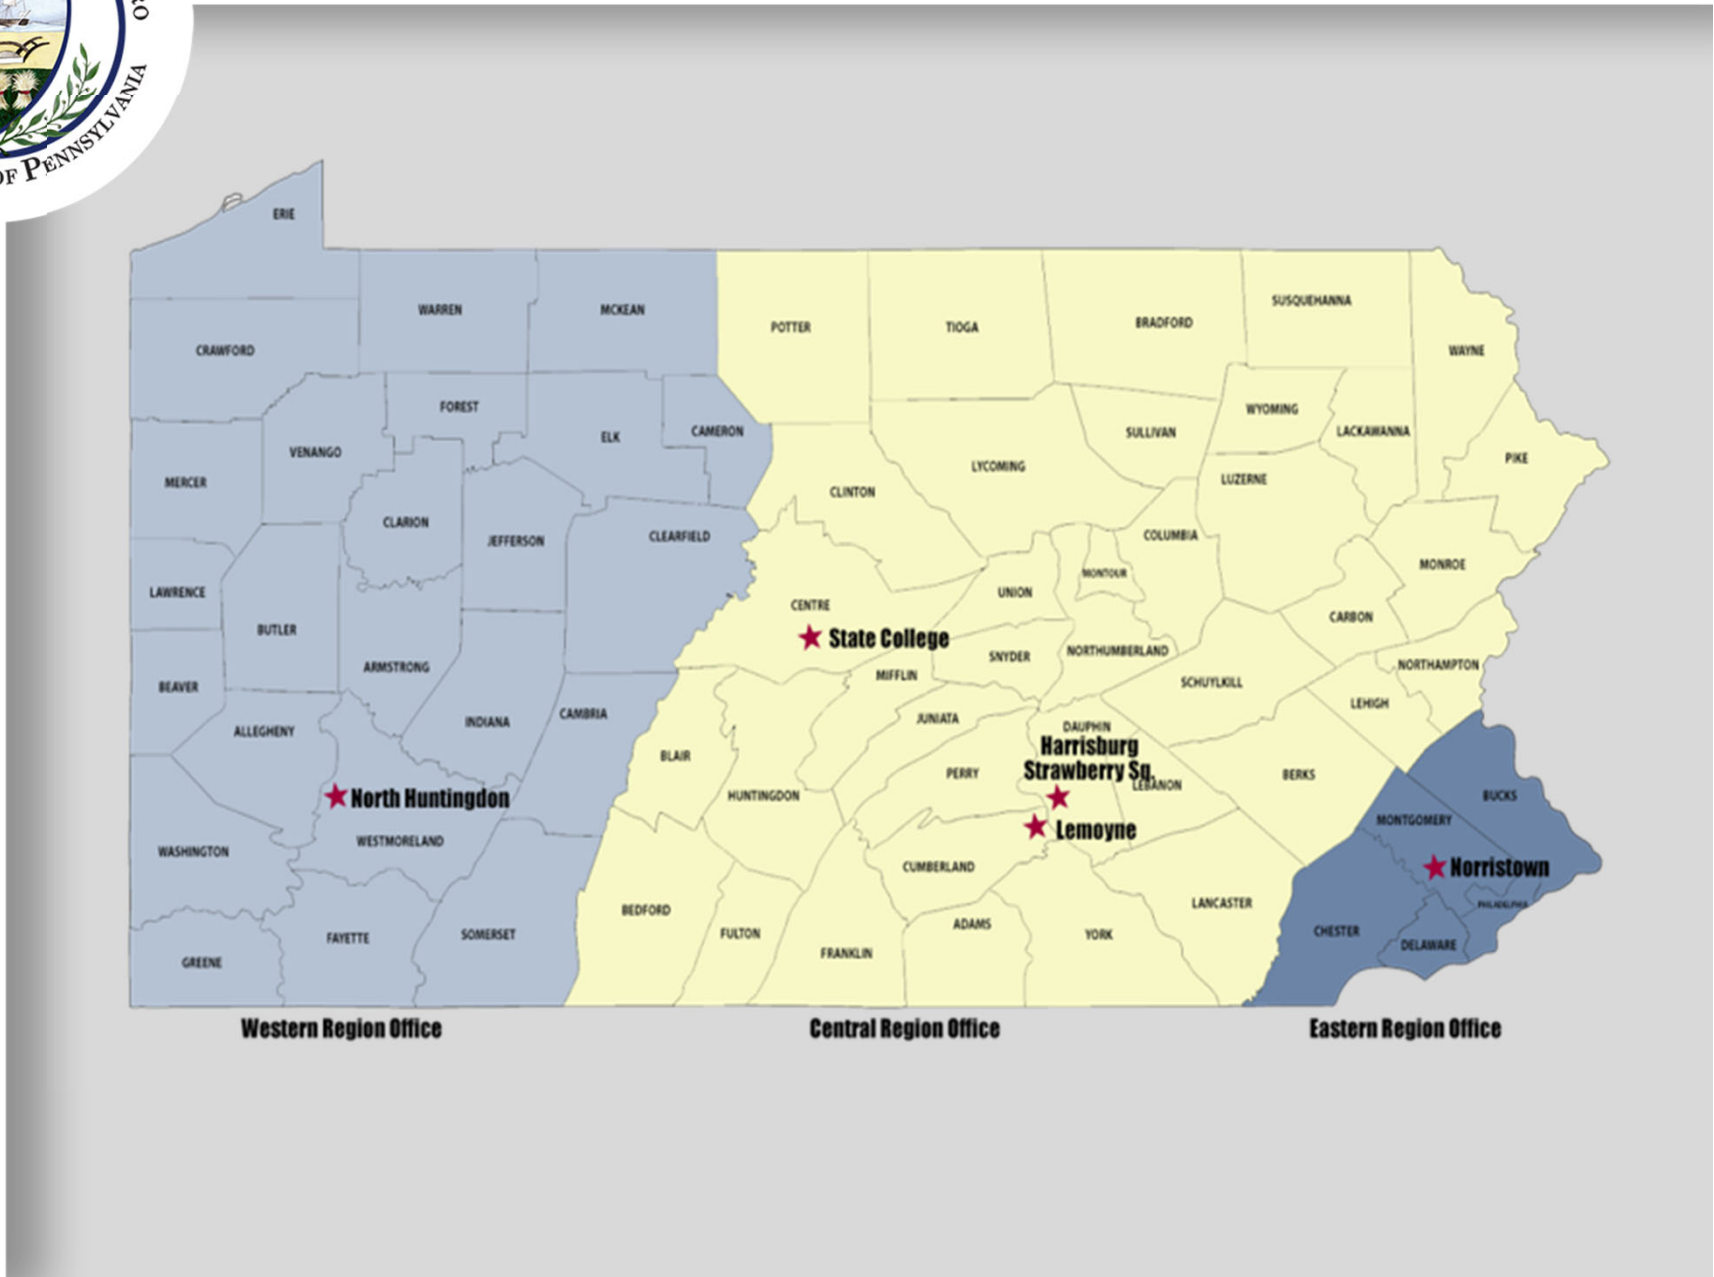 OF PENNSYLVANIA
ERIE
WARREN
MCKEAN
POTTER
TIOGA
BRADFORD
SUSQUEHANNA
WAYNE
CRAWFORD
FOREST
ELK
CAMERON
VENANGO
MERCER
CLARION
JEFFERSON
CLEARFIELD
CLINTON
LYCOMING
SULLIVAN
WYOMING
LACKAWANNA
PIKE
LUZERNE
COLUMBIA
MONTOUR
MONROE
LAWRENCE
BUTLER
ARMSTRONG
CENTRE
State College
UNION
SNYDER
NORTHUMBERLAND
CARBON
NORTHAMPTON
BEAVER
ALLEGHENY
INDIANA
CAMBRIA
MIFFLIN
JUNIATA
SCHUYLKILL
LEHIGH
BLAIR
HUNTINGDON
PERRY
DAUPHIN
Harrisburg
Strawberry Sq.
LEBANON
BERKS
BUCKS
North Huntingdon
WESTMORELAND
Lemoyne
MONTGOMERY
Norristown
WASHINGTON
CUMBERLAND
LANCASTER
PHILADELPHIA
GREENE
FAYETTE
SOMERSET
BEDFORD
FULTON
FRANKLIN
ADAMS
YORK
CHESTER
DELAWARE
Western Region Office
Central Region Office
Eastern Region Office